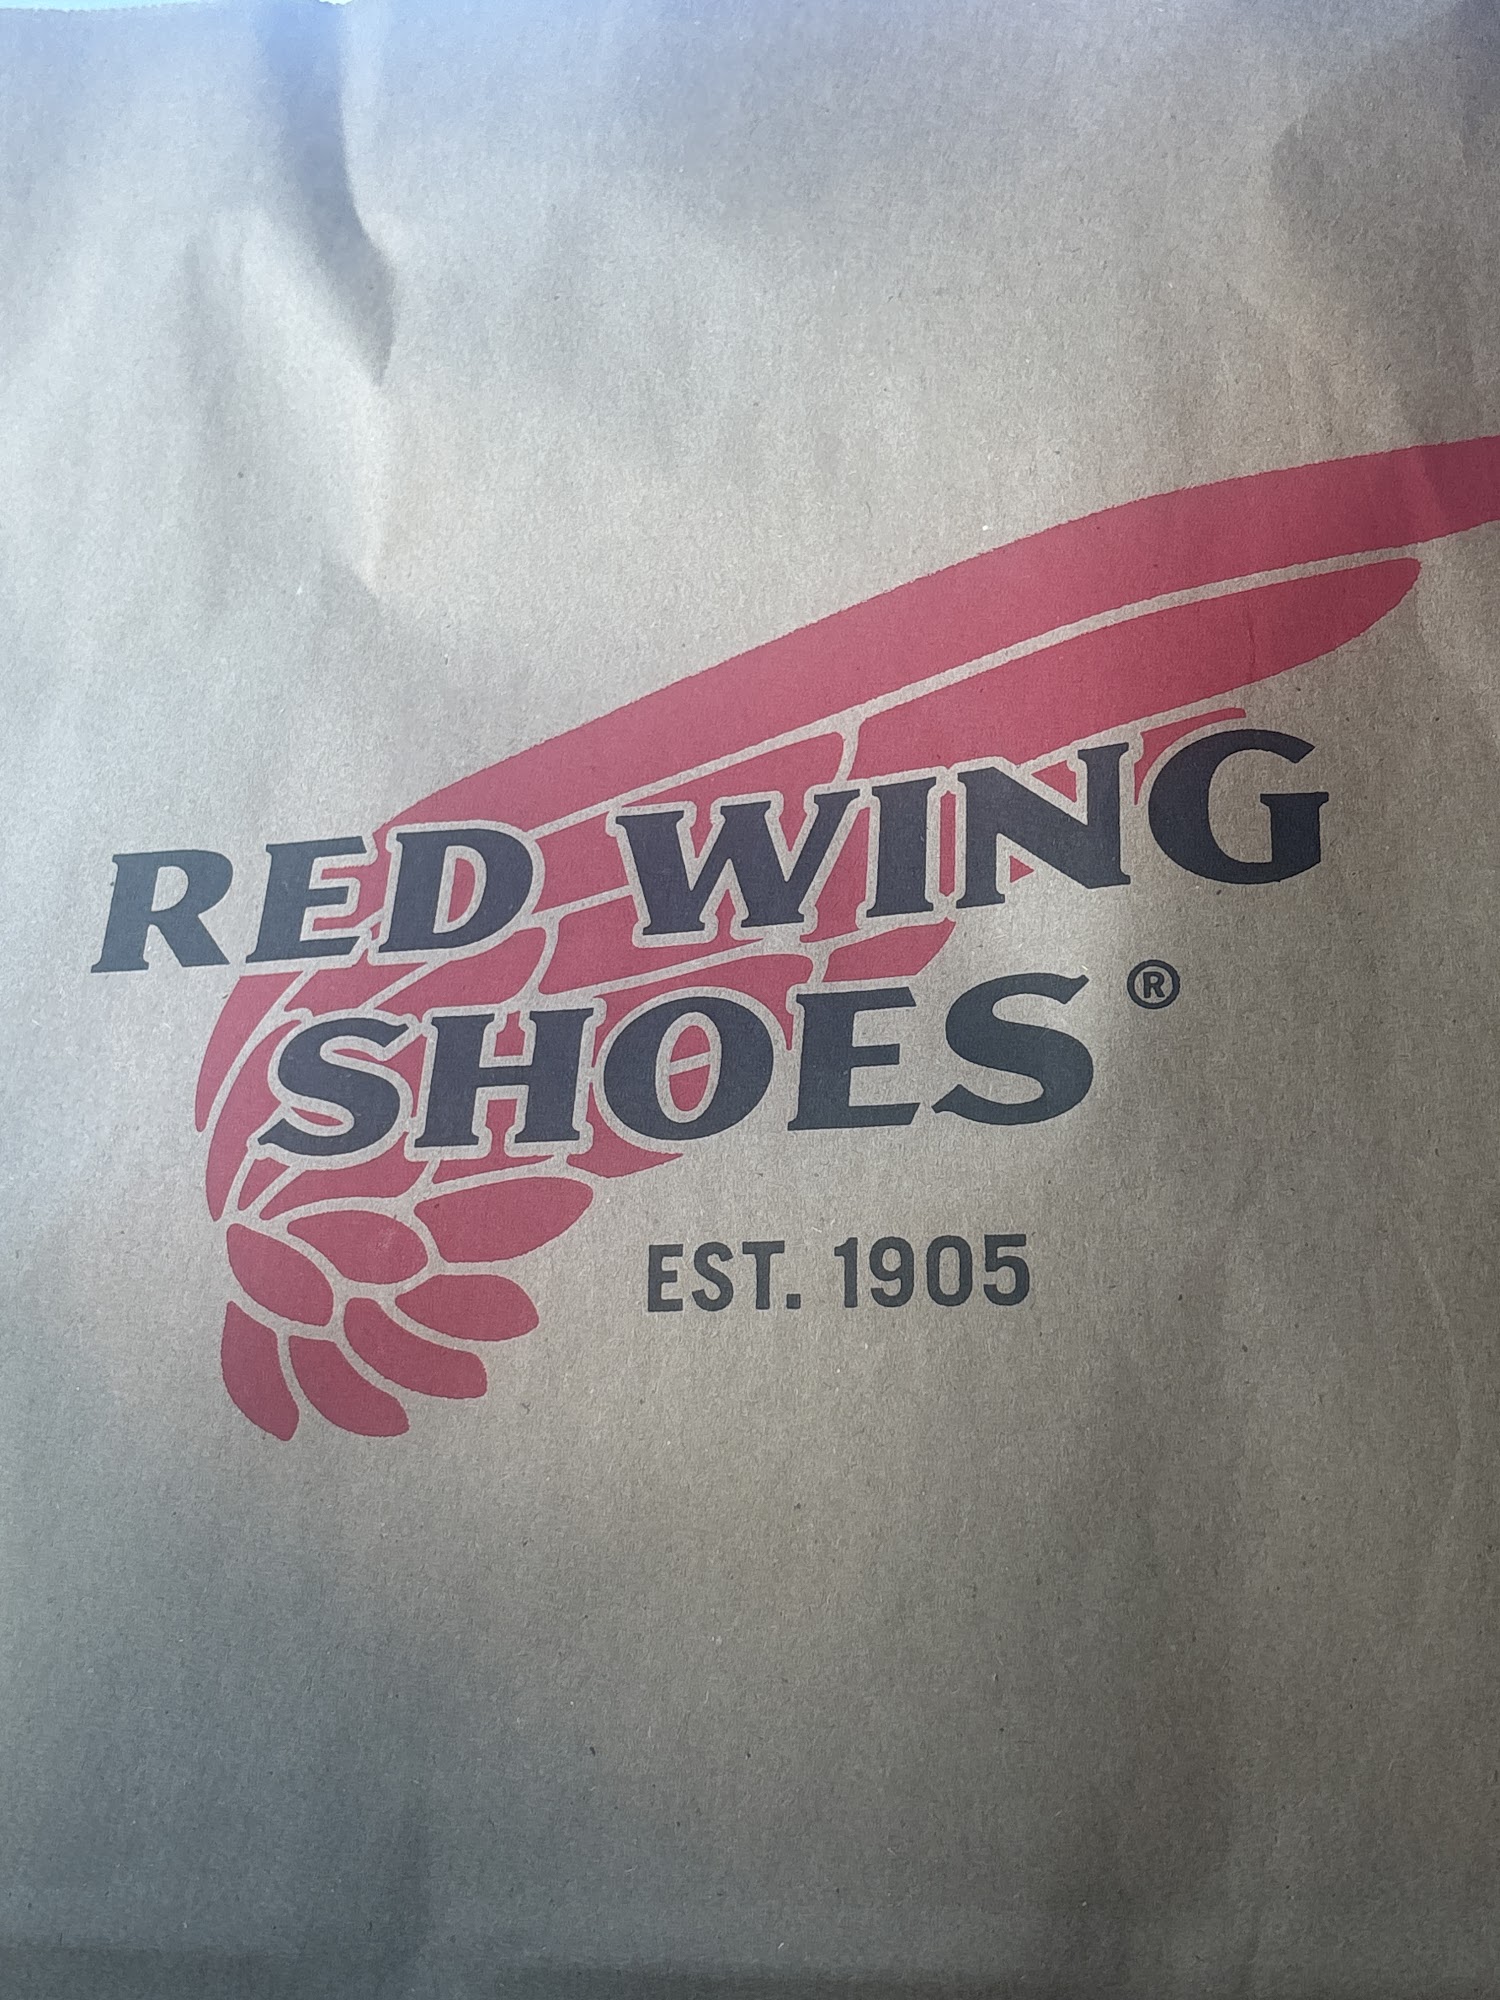 RED WING
SHOES®
EST. 1905